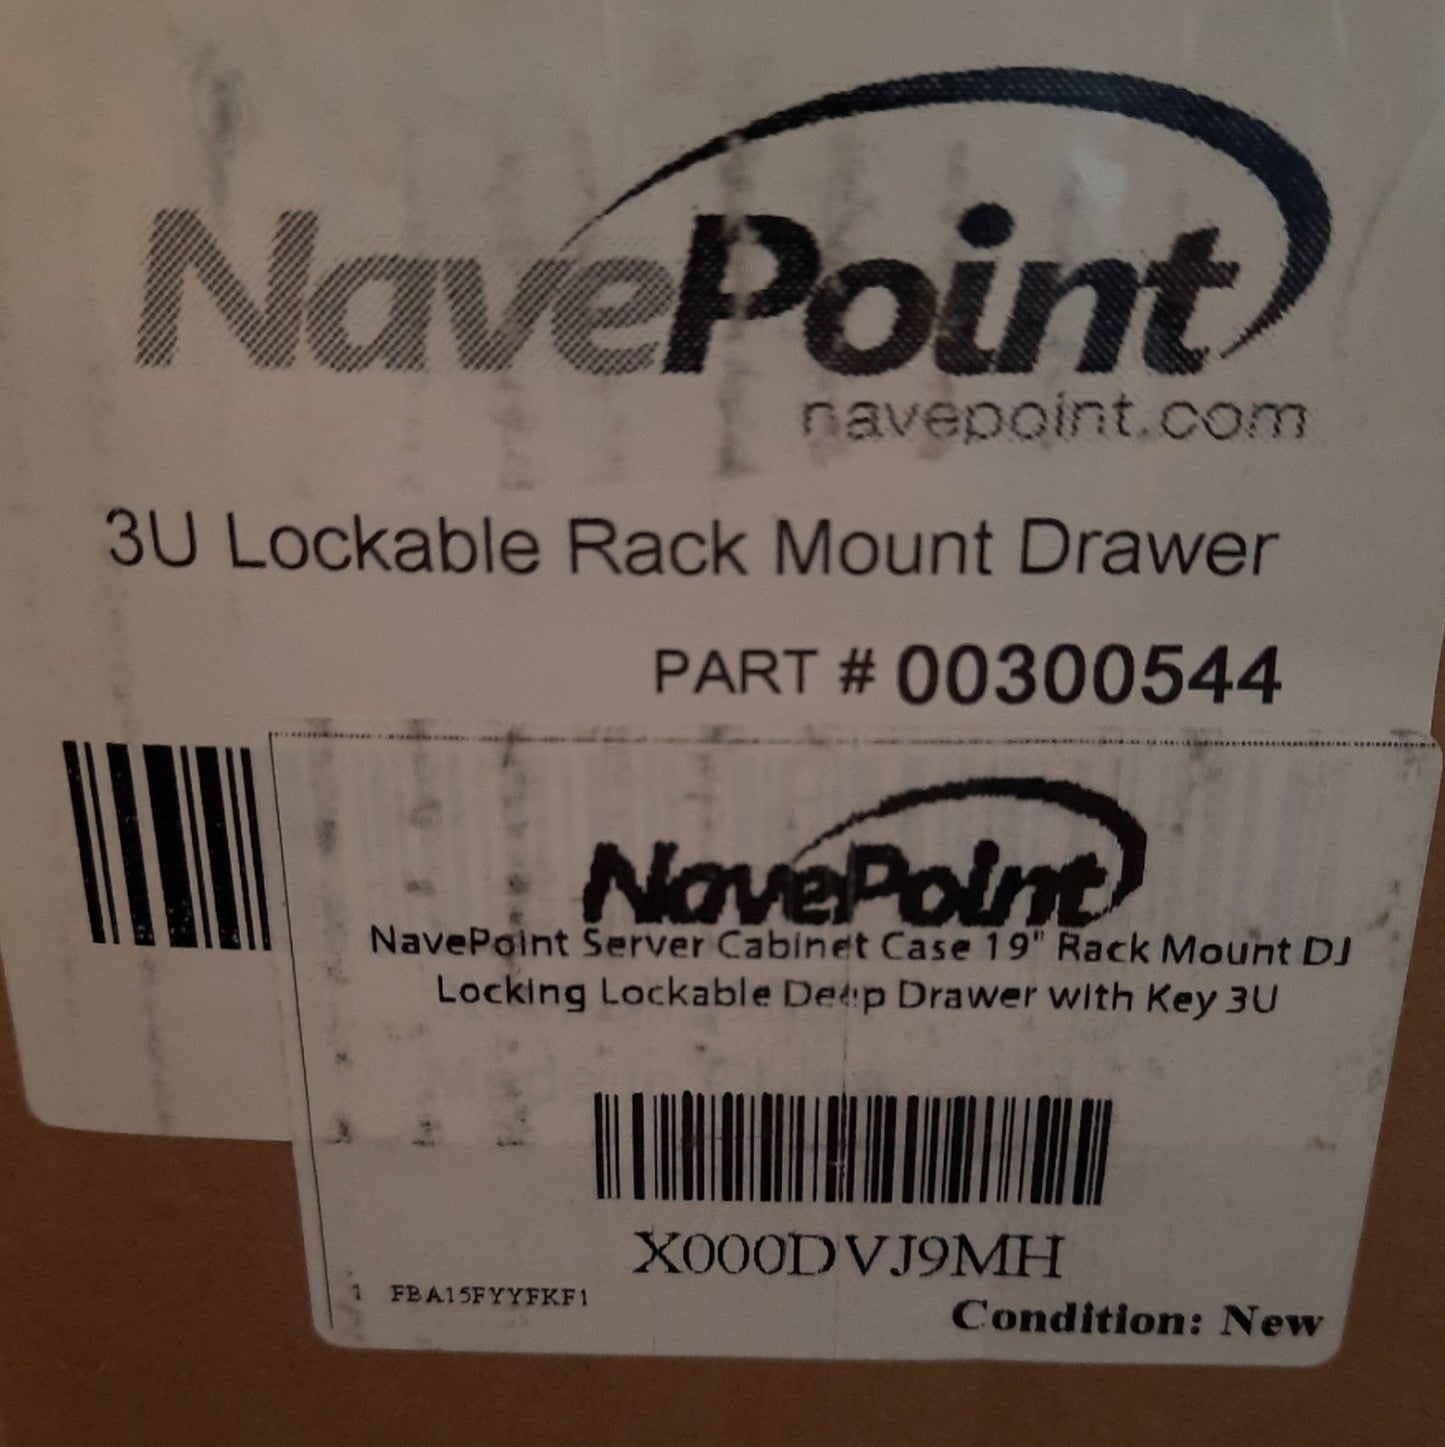 NavePoint
navepoint.com
3U Lockable Rack Mount Drawer
PART # 00300544
NavePoint
NavePoint Server Cabinet Case 19" Rack Mount DJ
Locking Lockable Deep Drawer with Key 3U
X000DVJ9MH
1 FBA15FYYFKF1
Condition: New